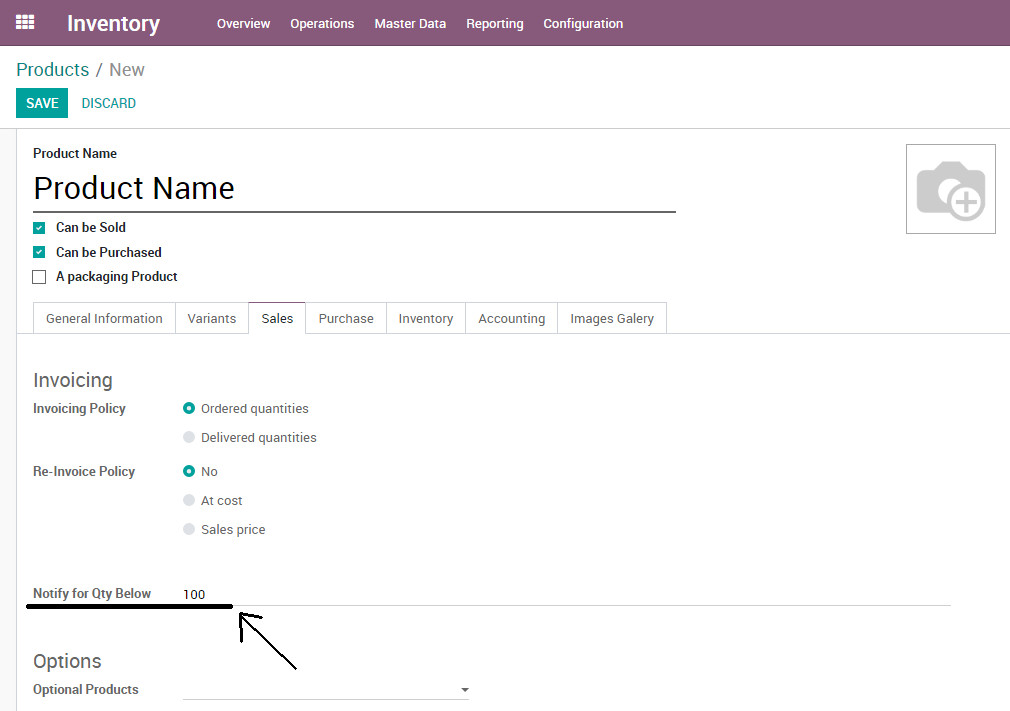 Inventory Overview Operations Master Data Reporting Configuration
Products / New
SAVE DISCARD
Product Name
Product Name
Can be Sold
Can be Purchased
A packaging Product
General Information Variants Sales Purchase Inventory Accounting Images Galery
Invoicing
Invoicing Policy Ordered quantities
Delivered quantities
Re-Invoice Policy No
At cost
Sales price
Notify for Qty Below 100
Options
Optional Products